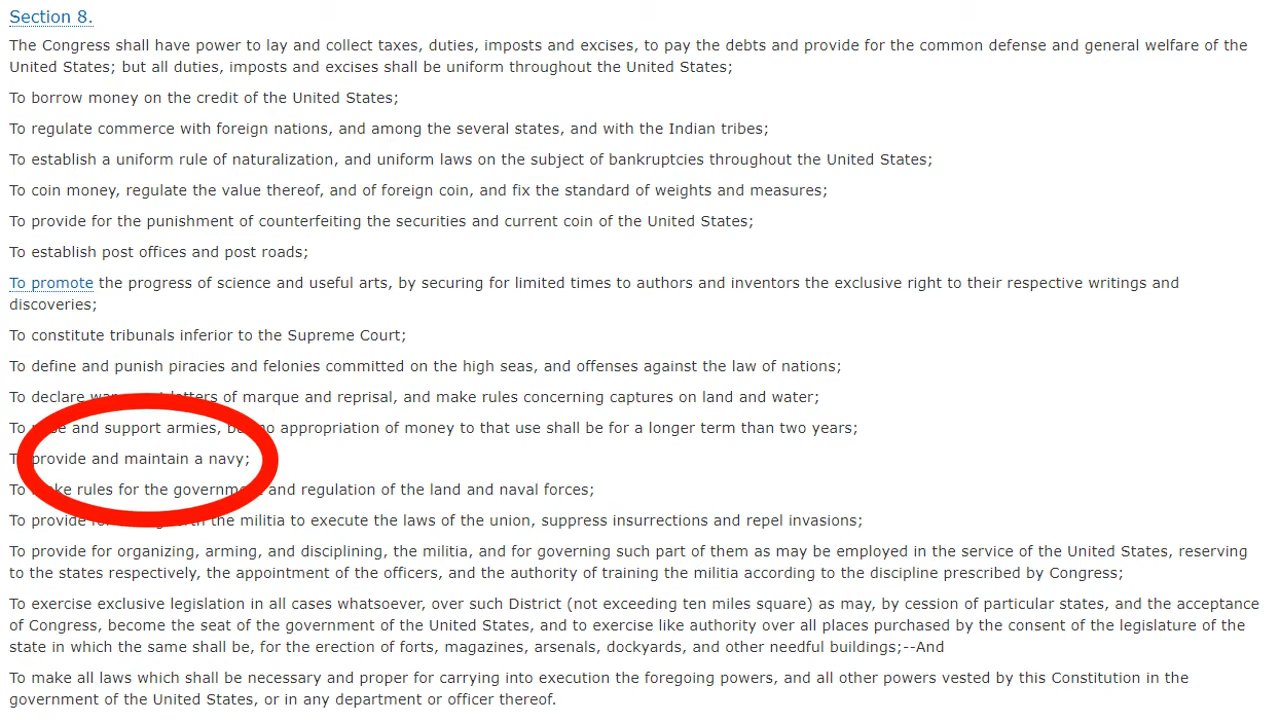 Section 8.
The Congress shall have power to lay and collect taxes, duties, imposts and excises, to pay the debts and provide for the common defense and general welfare of the
United States; but all duties, imposts and excises shall be uniform throughout the United States;
To borrow money on the credit of the United States;
To regulate commerce with foreign nations, and among the several states, and with the Indian tribes;
To establish a uniform rule of naturalization, and uniform laws on the subject of bankruptcies throughout the United States;
To coin money, regulate the value thereof, and of foreign coin, and fix the standard of weights and measures;
To provide for the punishment of counterfeiting the securities and current coin of the United States;
To establish post offices and post roads;
To promote the progress of science and useful arts, by securing for limited times to authors and inventors the exclusive right to their respective writings and
discoveries;
To constitute tribunals inferior to the Supreme Court;
To define and punish piracies and felonies committed on the high seas, and offenses against the law of nations;
To declare letters of marque and reprisal, and make rules concerning captures on land and water;
To and support armies, no appropriation of money to that use shall be for a longer term than two years;
To provide and maintain a navy;
To make rules for the government and regulation of the land and naval forces;
To provide the militia to execute the laws of the union, suppress insurrections and repel invasions;
To provide for organizing, arming, and disciplining, the militia, and for governing such part of them as may be employed in the service of the United States, reserving
to the states respectively, the appointment of the officers, and the authority of training the militia according to the discipline prescribed by Congress;
To exercise exclusive legislation in all cases whatsoever, over such District (not exceeding ten miles square) as may, by cession of particular states, and the acceptance
of Congress, become the seat of the government of the United States, and to exercise like authority over all places purchased by the consent of the legislature of the
state in which the same shall be, for the erection of forts, magazines, arsenals, dockyards, and other needful buildings;--And
To make all laws which shall be necessary and proper for carrying into execution the foregoing powers, and all other powers vested by this Constitution in the
government of the United States, or in any department or officer thereof.